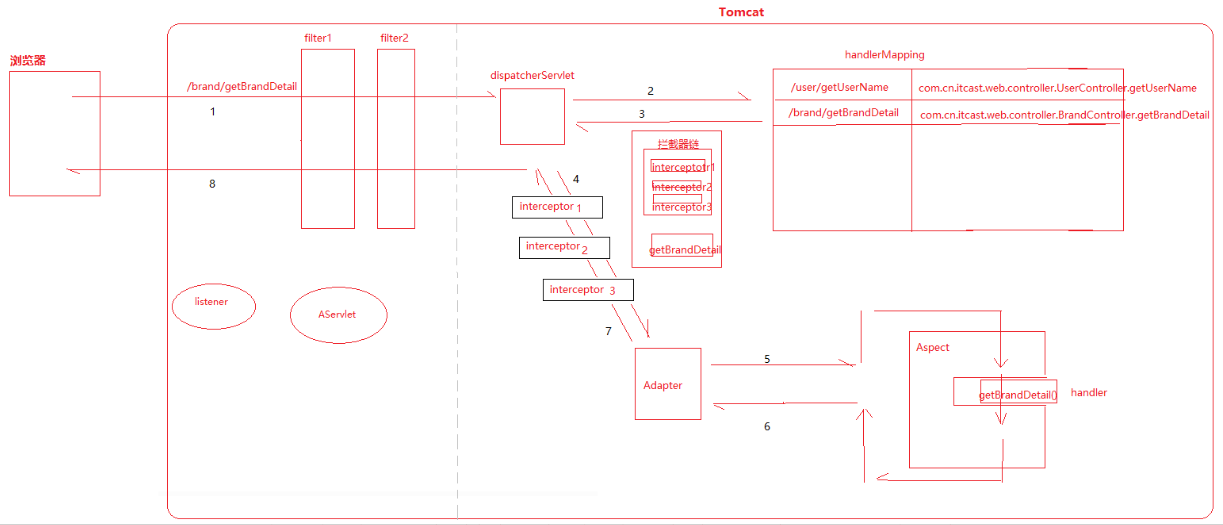 Tomcat
浏览器
filter1
filter2
/brand/getBrandDetail
1
8
dispatcherServlet
2
3
handlerMapping
/user/getUserName
com.cn.itcast.web.controller.UserController.getUserName
/brand/getBrandDetail
com.cn.itcast.web.controller.BrandController.getBrandDetail
拦截器链
interceptotr1
interceptor2
interceptor3
getBrandDetail
4
interceptor 1
interceptor 2
interceptor 3
7
listener
AServlet
Adapter
5
6
Aspect
getBrandDetail()
handler